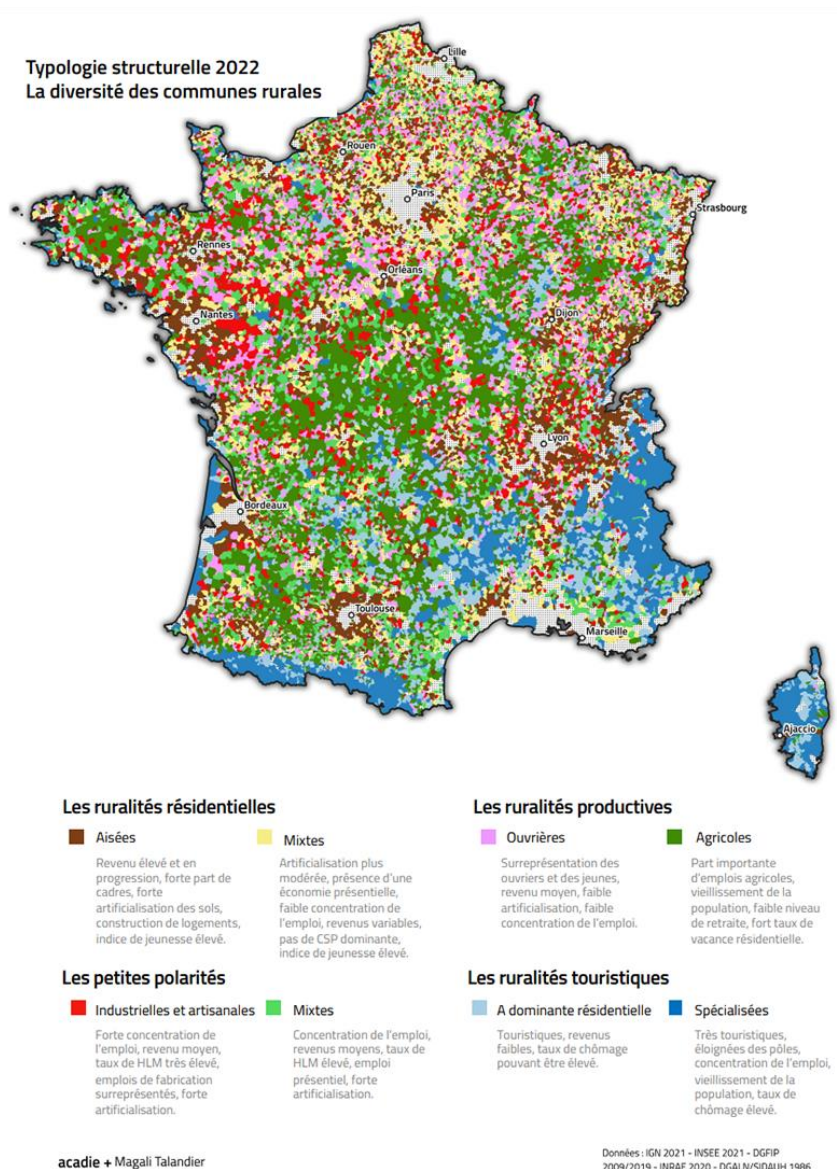 Typologie structurelle 2022
La diversité des communes rurales
Lille
Rouen
Paris
Strasbourg
Rennes
Orléans
Nantes
Dijon
Lyon
Bordeaux
Toulouse
Marseille
Ajaccio
Les ruralités résidentielles
Aisées
Revenu élevé et en
progression, forte part de
cadres, forte
artificialisation des sols,
construction de logements,
indice de jeunesse élevé.
Mixtes
Artificialisation plus
modérée, présence d'une
économie présentielle,
faible concentration de
l'emploi, revenus variables,
pas de CSP dominante,
indice de jeunesse élevé.
Les ruralités productives
Ouvrières
Surreprésentation des
ouvriers et des jeunes,
revenu moyen, faible
artificialisation, faible
concentration de l'emploi.
Agricoles
Part importante
d'emplois agricoles,
vieillissement de la
population, faible niveau
de retraite, fort taux de
vacance résidentielle.
Les petites polarités
Industrielles et artisanales
Forte concentration de
l'emploi, revenu moyen,
taux de HLM très élevé,
emplois de fabrication
surreprésentés, forte
artificialisation.
Mixtes
Concentration de l'emploi,
revenus moyens, taux de
HLM élevé, emploi
présentiel, forte
artificialisation.
Les ruralités touristiques
A dominante résidentielle
Touristiques, revenus
faibles, taux de chômage
pouvant être élevé.
Spécialisées
Très touristiques,
éloignées des pôles,
concentration de l'emploi,
vieillissement de la
population, taux de
chômage élevé.
acadie + Magali Talandier
Données : IGN 2021 - INSEE 2021 - DGFIP
2009/2019 - INRAE 2020 - DGALN/SIDAUH 1986